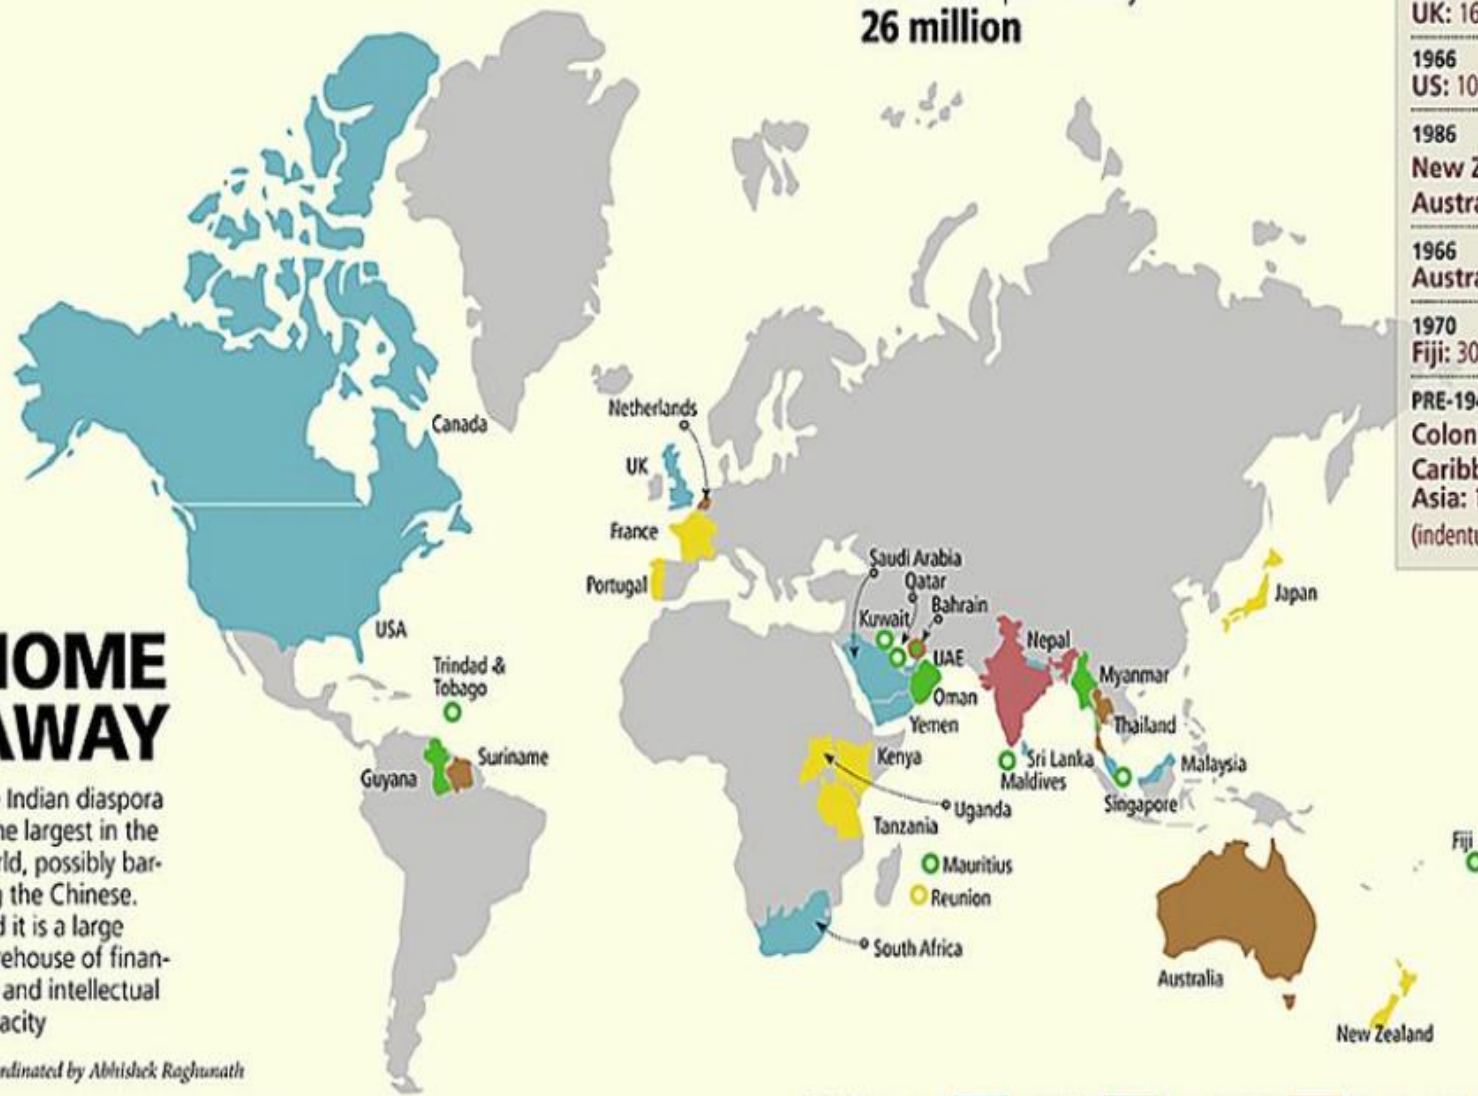 26 million
UK: 16
1966
US: 10
1986
New Z
Austra
1966
Austra
1970
Fiji: 30
PRE-194
Colon
Caribb
Asia: 1
(indentu
Canada
Netherlands
UK
France
Portugal
Saudi Arabia
Qatar
Bahrain
Kuwait
UAE
Oman
Yemen
Nepal
Myanmar
Thailand
Japan
USA
Trindad &
Tobago
Suriname
Guyana
Kenya
Uganda
Tanzania
Sri Lanka
Maldives
Malaysia
Singapore
Mauritius
Reunion
South Africa
Fiji
Australia
New Zealand
HOME
AWAY
Indian diaspora
he largest in the
rld, possibly bar-
g the Chinese.
d it is a large
ehouse of finan-
and intellectual
acity
rdinated by Abhishek Raghunath